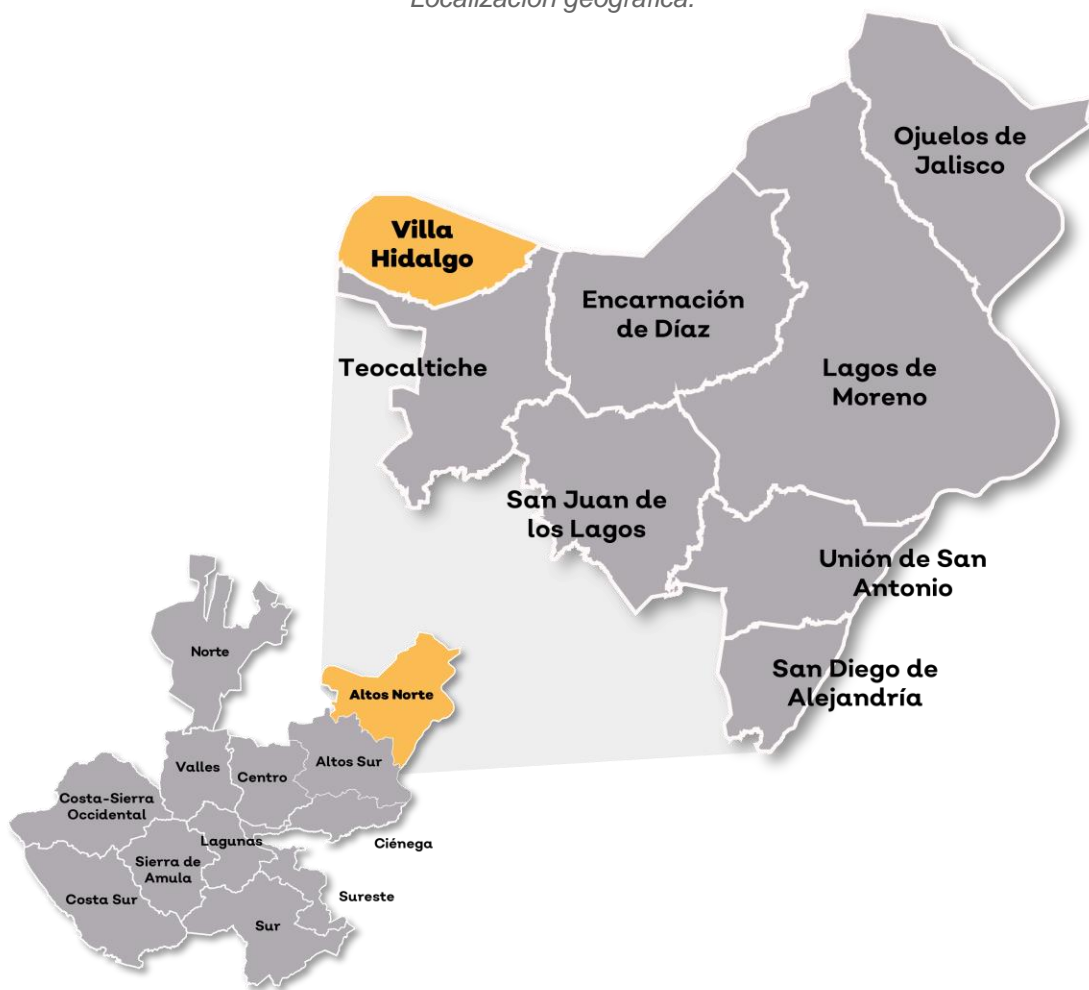 Localización geográfica.
Ojuelos de
Jalisco
Villa
Hidalgo
Encarnación
de Díaz
Teocaltiche
Lagos de
Moreno
San Juan de
los Lagos
Unión de San
Antonio
San Diego de
Alejandría
Norte
Altos Norte
Valles
Centro
Altos Sur
Costa-Sierra
Occidental
Lagunas
Ciénega
Sierra de
Amula
Costa Sur
Sureste
Sur